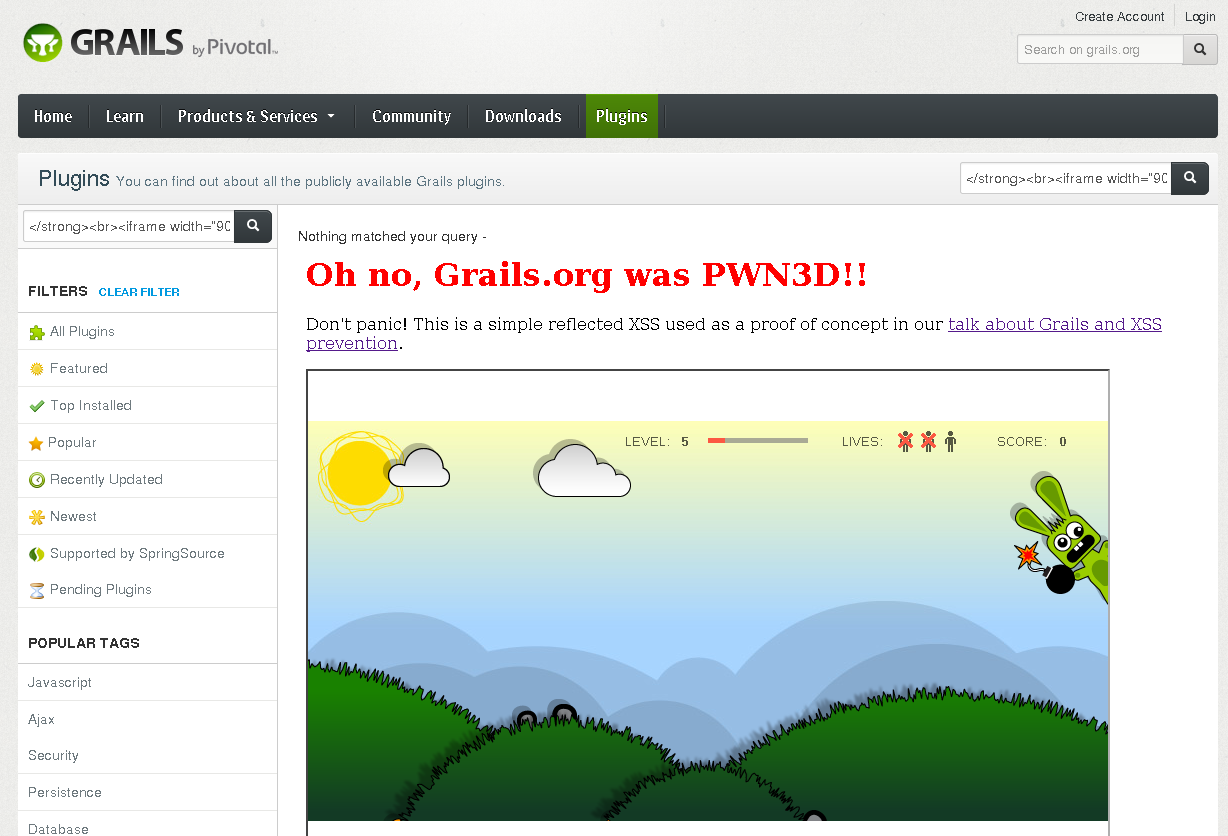 Create Account
Login
GRAILS by Pivotal™
Search on grails.org
Home
Learn
Products & Services
Community
Downloads
Plugins
Plugins You can find out about all the publicly available Grails plugins.
</strong><br><iframe width="90
</strong><br><iframe width="90
FILTERS CLEAR FILTER
All Plugins
Featured
Top Installed
Popular
Recently Updated
Newest
Supported by SpringSource
Pending Plugins
POPULAR TAGS
Javascript
Ajax
Security
Persistence
Database
Nothing matched your query -
Oh no, Grails.org was PWN3D!!
Don't panic! This is a simple reflected XSS used as a proof of concept in our talk about Grails and XSS
prevention.
LEVEL: 5
LIVES:
SCORE: 0